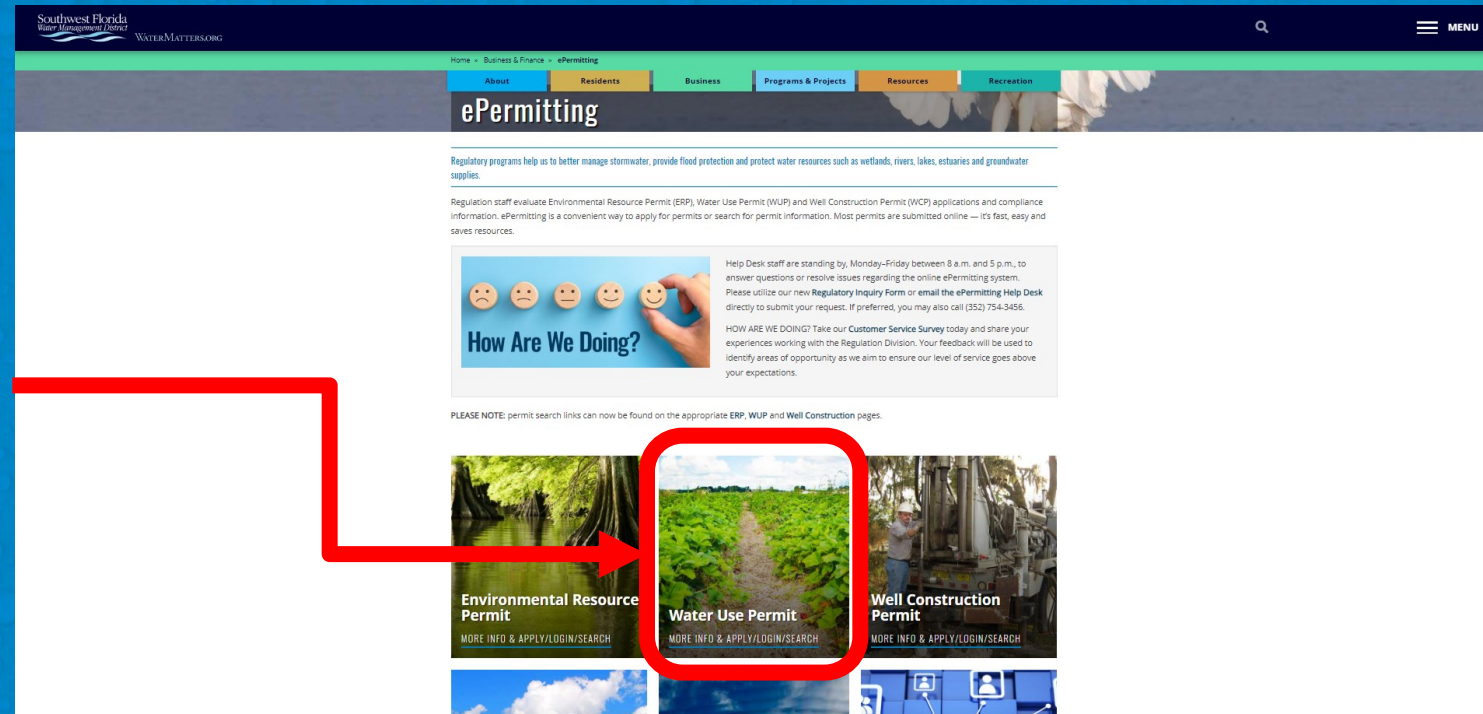 Southwest Florida
Water Management District
WATERMATTERS.ORG
MENU
Home » Business & Finance » ePermitting
About
Residents
Business
Programs & Projects
Resources
Recreation
ePermitting
Regulatory programs help us to better manage stormwater, provide flood protection and protect water resources such as wetlands, rivers, lakes, estuaries and groundwater
supplies.
Regulation staff evaluate Environmental Resource Permit (ERP), Water Use Permit (WUP) and Well Construction Permit (WCP) applications and compliance
information. ePermitting is a convenient way to apply for permits or search for permit information. Most permits are submitted online — it's fast, easy and
saves resources.
How Are We Doing?
Help Desk staff are standing by, Monday–Friday between 8 a.m. and 5 p.m., to
answer questions or resolve issues regarding the online ePermitting system.
Please utilize our new Regulatory Inquiry Form or email the ePermitting Help Desk
directly to submit your request. If preferred, you may also call (352) 754-3456.
HOW ARE WE DOING? Take our Customer Service Survey today and share your
experiences working with the Regulation Division. Your feedback will be used to
identify areas of opportunity as we aim to ensure our level of service goes above
your expectations.
PLEASE NOTE: permit search links can now be found on the appropriate ERP, WUP and Well Construction pages.
Environmental Resource
Permit
MORE INFO & APPLY/LOGIN/SEARCH
Water Use Permit
MORE INFO & APPLY/LOGIN/SEARCH
Well Construction
Permit
MORE INFO & APPLY/LOGIN/SEARCH